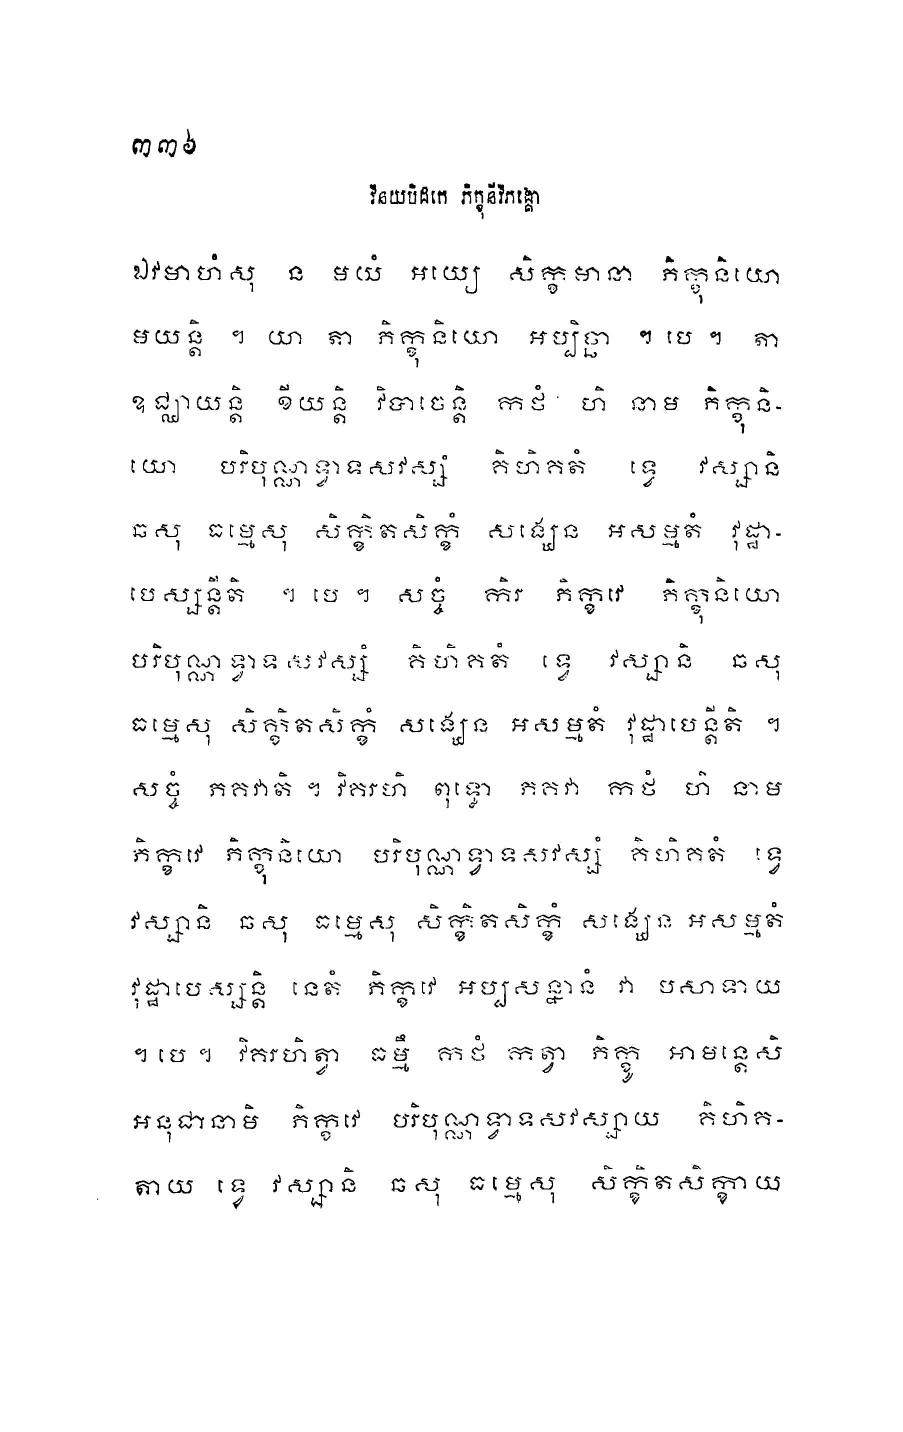 ៣៣៦
វិនយបិដកេ ភិក្ខុនីវិភង្គោ
ឯវមាហំសុ ន មយំ អយ្យេ សិក្ខមានា ភិក្ខុនិយោ
មយន្តិ ។ យា តា ភិក្ខុនិយោ អប្បិច្ឆា ។ បេ ។ តា
ឧជ្ឈាយន្តិ ខីយន្តិ វិបាចេន្តិ កថំ ហិ នាម ភិក្ខុនិ-
យោ បរិបុណ្ណទ្វាទសវស្សំ គិហិគតំ ទ្វេ វស្សានិ
ឆសុ ធម្មេសុ សិក្ខិតសិក្ខំ សង្ឃេន អសម្មតំ វុដ្ឋា-
បេស្សន្តីតិ ។ បេ ។ សច្ចំ កិរ ភិក្ខវេ ភិក្ខុនិយោ
បរិបុណ្ណទ្វាទសវស្សំ គិហិគតំ ទ្វេ វស្សានិ ឆសុ
ធម្មេសុ សិក្ខិតសិក្ខំ សង្ឃេន អសម្មតំ វុដ្ឋាបេន្តីតិ ។
សច្ចំ ភគវាតិ ។ វិគរហិ ពុទ្ធោ ភគវា កថំ ហិ នាម
ភិក្ខវេ ភិក្ខុនិយោ បរិបុណ្ណទ្វាទសវស្សំ គិហិគតំ ទ្វេ
វស្សានិ ឆសុ ធម្មេសុ សិក្ខិតសិក្ខំ សង្ឃេន អសម្មតំ
វុដ្ឋាបេស្សន្តិ នេតំ ភិក្ខវេ អប្បសន្នានំ វា បសាទាយ
។ បេ ។ វិគរហិត្វា ធម្មឹ កថំ កត្វា ភិក្ខូ អាមន្តេសិ
អនុជានាមិ ភិក្ខវេ បរិបុណ្ណទ្វាទសវស្សាយ គិហិគ-
តាយ ទ្វេ វស្សានិ ឆសុ ធម្មេសុ សិក្ខិតសិក្ខាយ